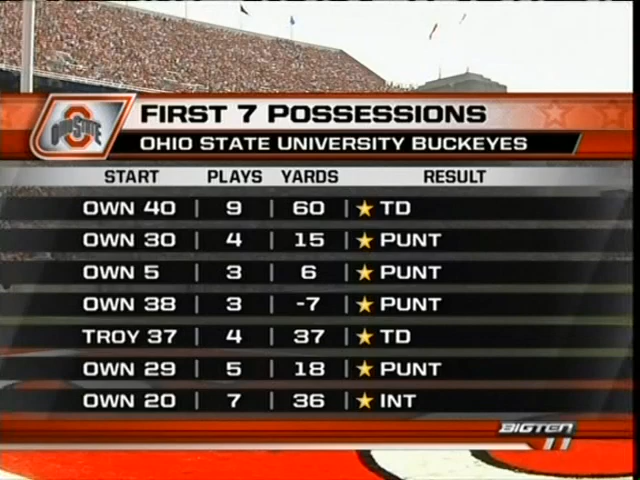 OHIO STATE
FIRST 7 POSSESSIONS
OHIO STATE UNIVERSITY BUCKEYES
START PLAYS YARDS RESULT
OWN 40 | 9 | 60 | ★ TD
OWN 30 | 4 | 15 | ★ PUNT
OWN 5 | 3 | 6 | ★ PUNT
OWN 38 | 3 | -7 | ★ PUNT
TROY 37 | 4 | 37 | ★ TD
OWN 29 | 5 | 18 | ★ PUNT
OWN 20 | 7 | 36 | ★ INT
BIGTEN